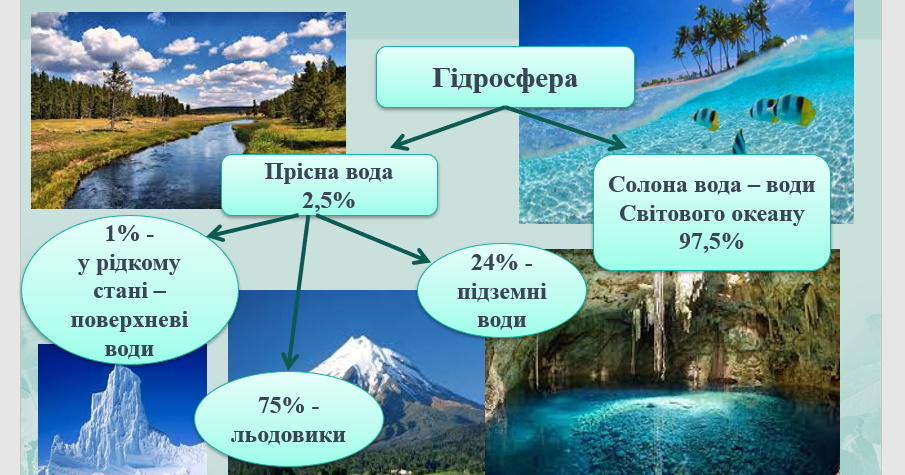 Гідросфера
Прісна вода
2,5%
Солона вода – води
Світового океану
97,5%
1% -
у рідкому
стані –
поверхневі
води
24% -
підземні
води
75% -
льодовики